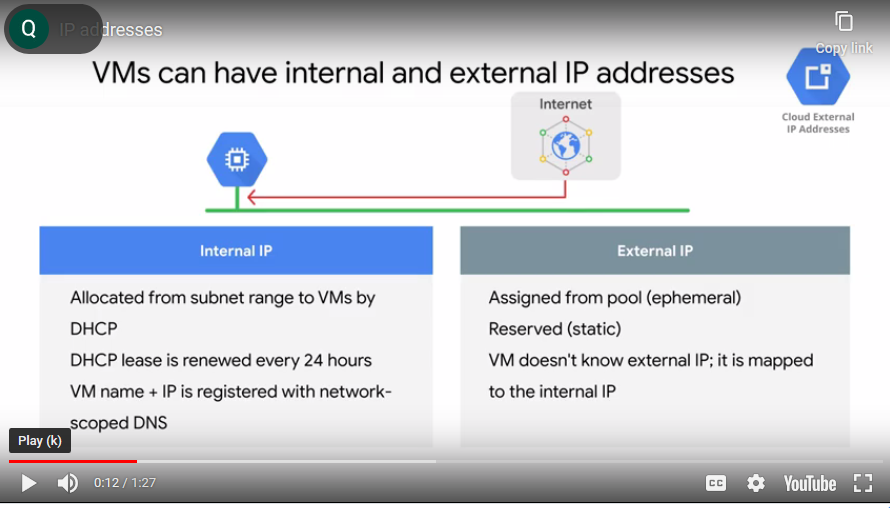 Q
IP addresses
Copy link
VMs can have internal and external IP addresses
Internet
Cloud External
IP Addresses
Internal IP
Allocated from subnet range to VMs by
DHCP
DHCP lease is renewed every 24 hours
VM name + IP is registered with network-
scoped DNS
External IP
Assigned from pool (ephemeral)
Reserved (static)
VM doesn't know external IP; it is mapped
to the internal IP
Play (k)
0:12 / 1:27
CC
YouTube